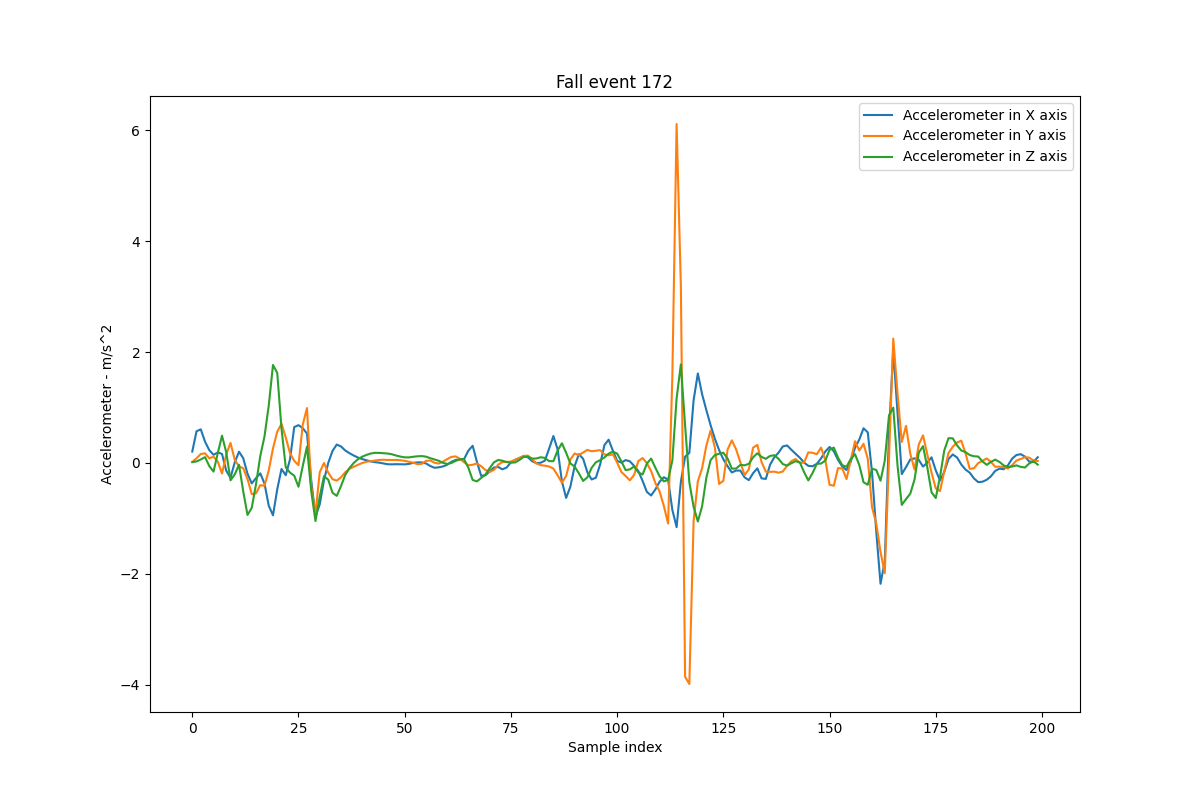 Fall event 172
Accelerometer in X axis
Accelerometer in Y axis
Accelerometer in Z axis
6
4
2
0
−2
−4
Accelerometer - m/s^2
0 25 50 75 100 125 150 175 200
Sample index